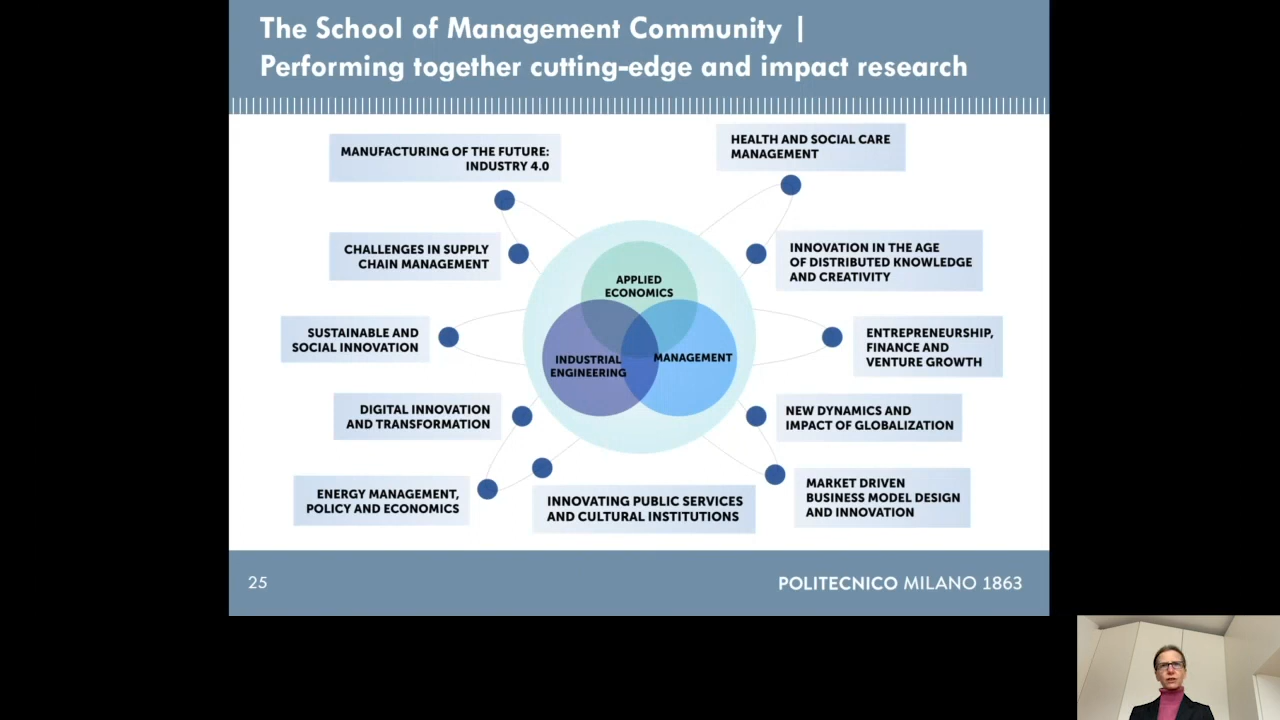 The School of Management Community |
Performing together cutting-edge and impact research
MANUFACTURING OF THE FUTURE:
INDUSTRY 4.0
HEALTH AND SOCIAL CARE
MANAGEMENT
CHALLENGES IN SUPPLY
CHAIN MANAGEMENT
INNOVATION IN THE AGE
OF DISTRIBUTED KNOWLEDGE
AND CREATIVITY
APPLIED
ECONOMICS
SUSTAINABLE AND
SOCIAL INNOVATION
INDUSTRIAL
ENGINEERING
MANAGEMENT
ENTREPRENEURSHIP,
FINANCE AND
VENTURE GROWTH
DIGITAL INNOVATION
AND TRANSFORMATION
NEW DYNAMICS AND
IMPACT OF GLOBALIZATION
ENERGY MANAGEMENT,
POLICY AND ECONOMICS
INNOVATING PUBLIC SERVICES
AND CULTURAL INSTITUTIONS
MARKET DRIVEN
BUSINESS MODEL DESIGN
AND INNOVATION
25
POLITECNICO MILANO 1863